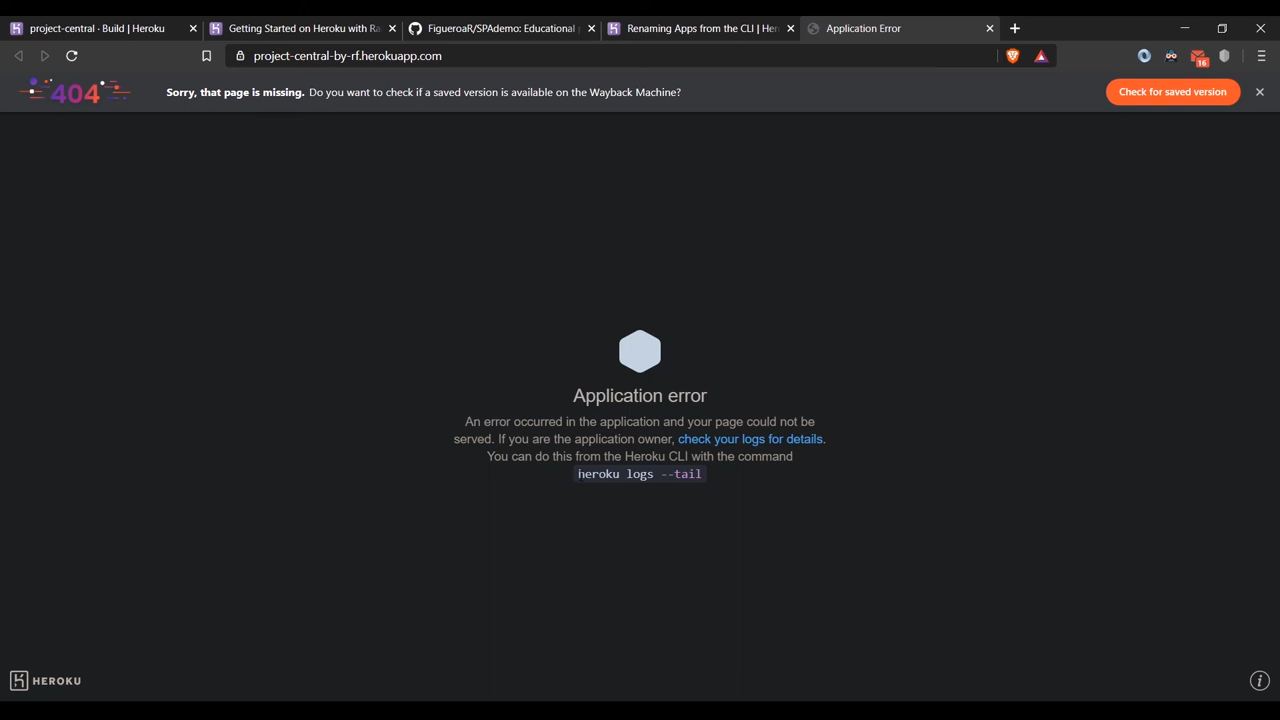 project-central · Build | Heroku
Getting Started on Heroku with Ra
FigueroaR/SPAdemo: Educational
Renaming Apps from the CLI | Her
Application Error
project-central-by-rf.herokuapp.com
16
404
Sorry, that page is missing. Do you want to check if a saved version is available on the Wayback Machine?
Check for saved version
Application error
An error occurred in the application and your page could not be
served. If you are the application owner, check your logs for details.
You can do this from the Heroku CLI with the command
heroku logs --tail
HEROKU